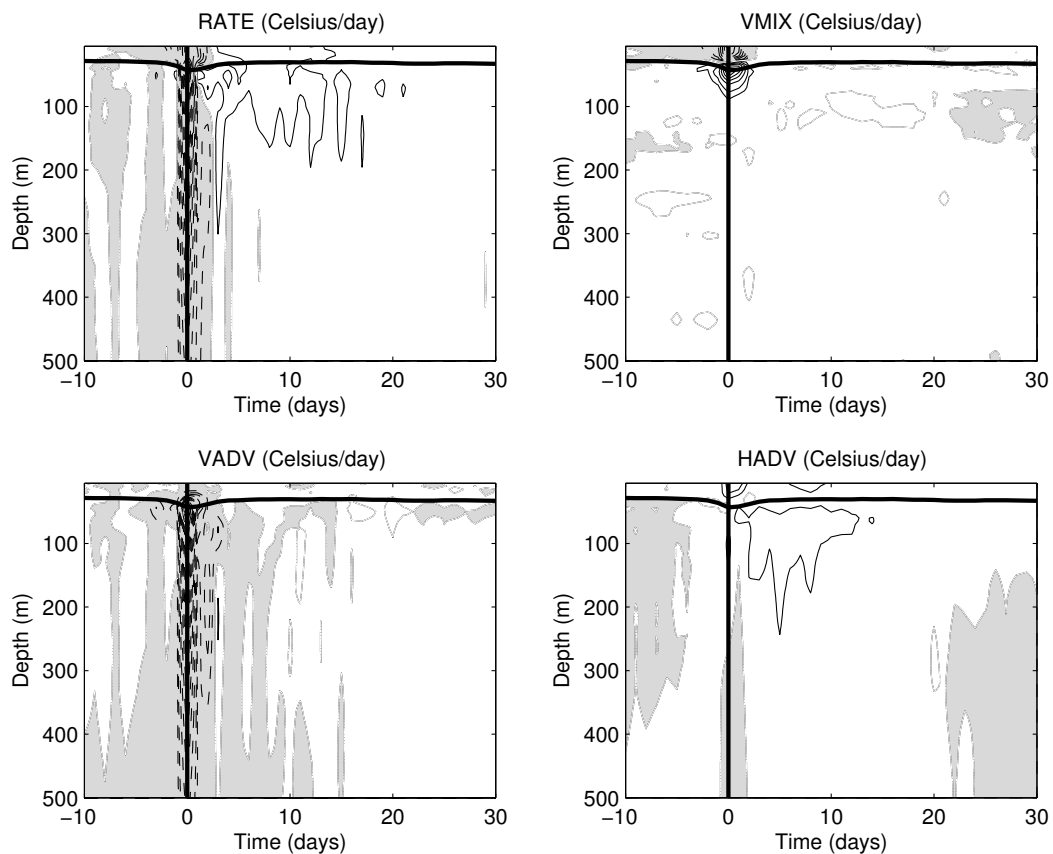 RATE (Celsius/day)
100
200
300
400
500
−10 0 10 20 30
Depth (m)
Time (days)
VMIX (Celsius/day)
100
200
300
400
500
−10 0 10 20 30
Depth (m)
Time (days)
VADV (Celsius/day)
100
200
300
400
500
−10 0 10 20 30
Depth (m)
Time (days)
HADV (Celsius/day)
100
200
300
400
500
−10 0 10 20 30
Depth (m)
Time (days)